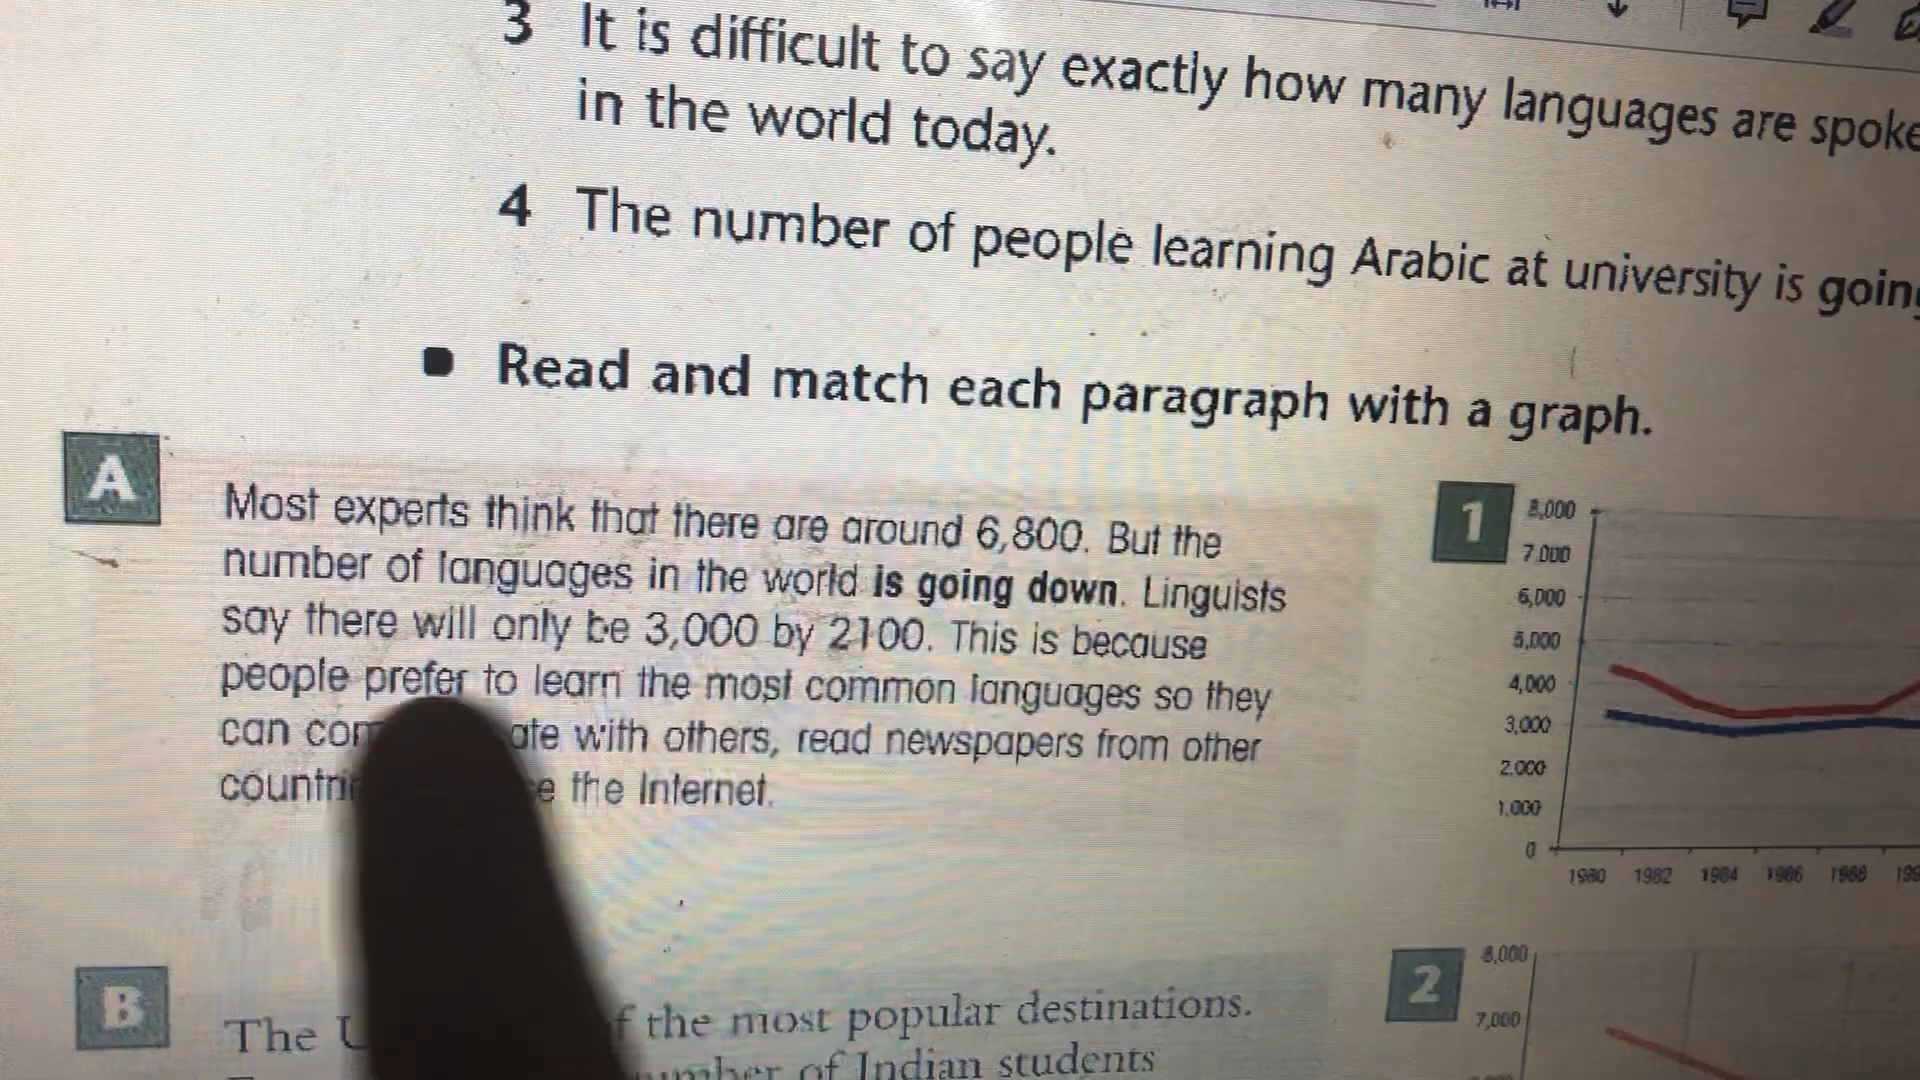 3 It is difficult to say exactly how many languages are spoke
in the world today.
4 The number of people learning Arabic at university is going
Read and match each paragraph with a graph.
A
Most experts think that there are around 6,800. But the
number of languages in the world is going down. Linguists
say there will only be 3,000 by 2100. This is because
people prefer to learn the most common languages so they
can com ate with others, read newspapers from other
countri e the Internet.
1
8,000
7,000
6,000
5,000
4,000
3,000
2,000
1,000
0
1980 1982 1984 1986 1988 199
B
The U f the most popular destinations.
number of Indian students
2
8,000
7,000